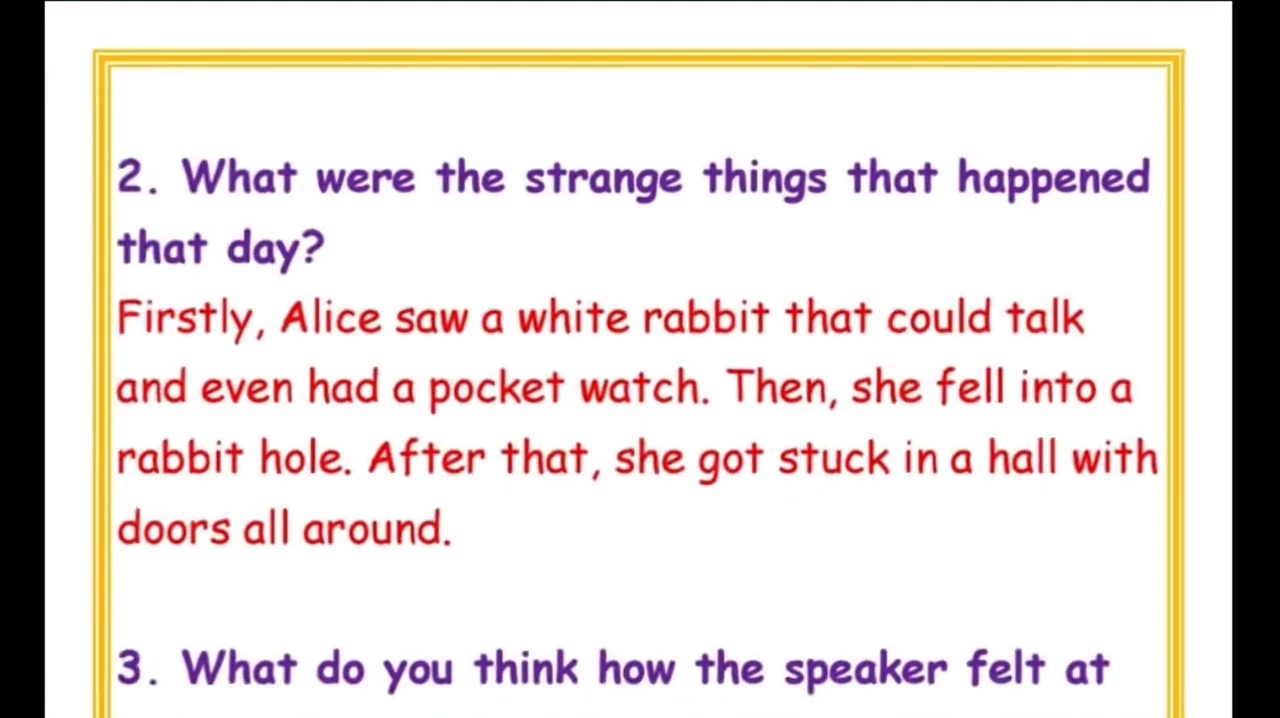 2. What were the strange things that happened
that day?
Firstly, Alice saw a white rabbit that could talk
and even had a pocket watch. Then, she fell into a
rabbit hole. After that, she got stuck in a hall with
doors all around.
3. What do you think how the speaker felt at